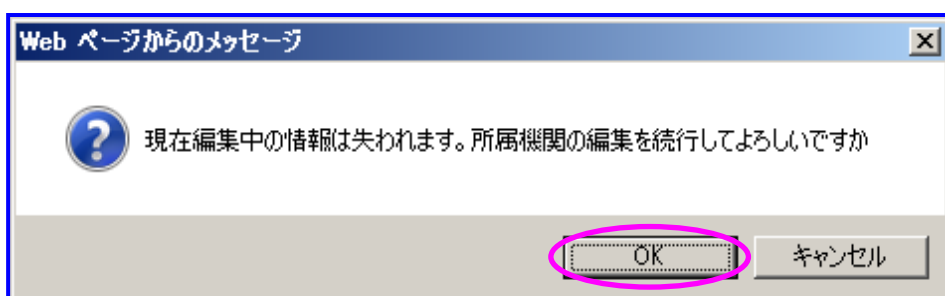 Web ページからのメッセージ
現在編集中の情報は失われます。所属機関の編集を続行してよろしいですか
OK
キャンセル